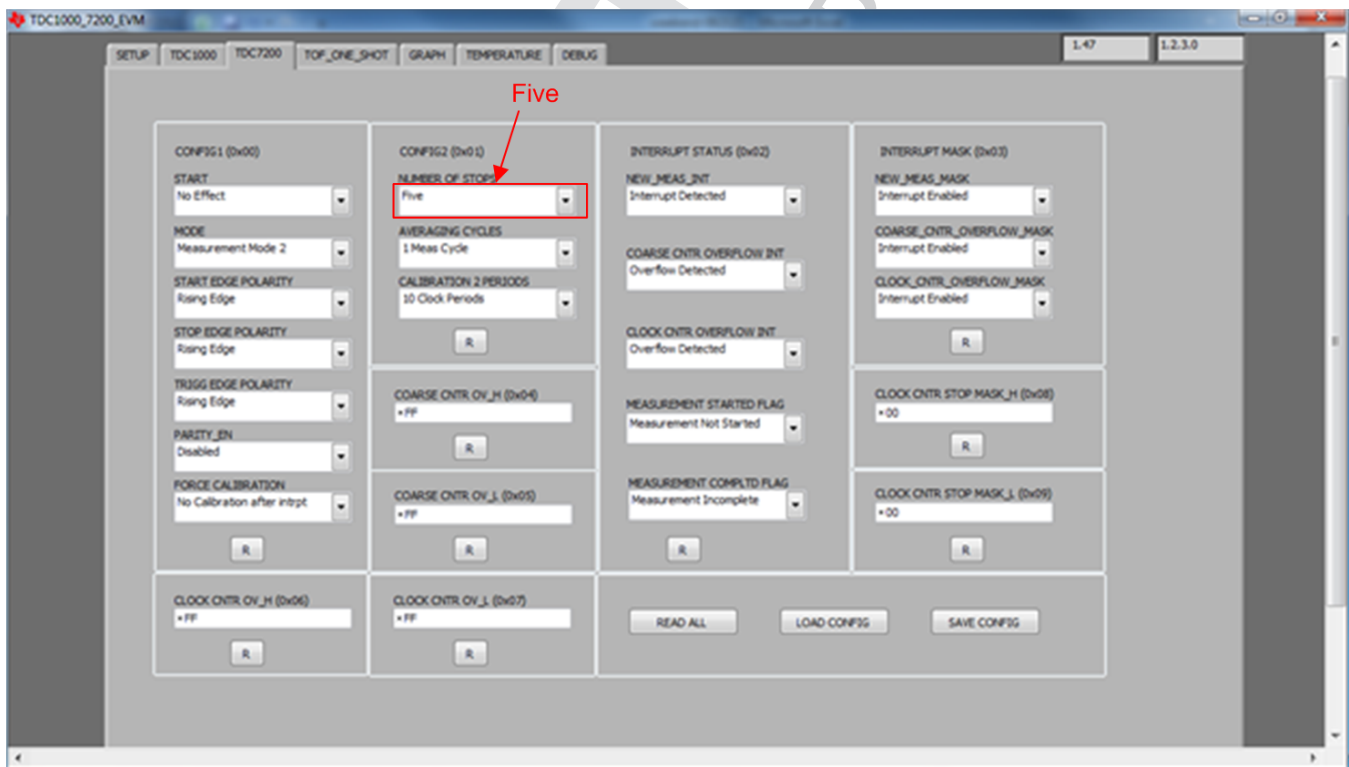 TDC1000_7200_EVM
SETUP TDC1000 TDC7200 TOF_ONE_SHOT GRAPH TEMPERATURE DEBUG 1.47 1.2.3.0
Five
CONFIG1 (0x00)
START
No Effect
MODE
Measurement Mode 2
START EDGE POLARITY
Rising Edge
STOP EDGE POLARITY
Rising Edge
TRIGG EDGE POLARITY
Rising Edge
PARITY_EN
Disabled
FORCE CALIBRATION
No Calibration after intrpt
R
CONFIG2 (0x01)
NUMBER OF STOPS
Five
AVERAGING CYCLES
1 Meas Cycle
CALIBRATION 2 PERIODS
10 Clock Periods
R
COARSE CNTR OV_H (0x04)
×FF
R
COARSE CNTR OV_L (0x05)
×FF
R
INTERRUPT STATUS (0x02)
NEW_MEAS_INT
Interrupt Detected
COARSE CNTR OVERFLOW INT
Overflow Detected
CLOCK CNTR OVERFLOW INT
Overflow Detected
MEASUREMENT STARTED FLAG
Measurement Not Started
MEASUREMENT COMPLTD FLAG
Measurement Incomplete
R
INTERRUPT MASK (0x03)
NEW_MEAS_MASK
Interrupt Enabled
COARSE_CNTR_OVERFLOW_MASK
Interrupt Enabled
CLOCK_CNTR_OVERFLOW_MASK
Interrupt Enabled
R
CLOCK CNTR STOP MASK_H (0x08)
×00
R
CLOCK CNTR STOP MASK_L (0x09)
×00
R
CLOCK CNTR OV_H (0x06)
×FF
R
CLOCK CNTR OV_L (0x07)
×FF
R
READ ALL LOAD CONFIG SAVE CONFIG